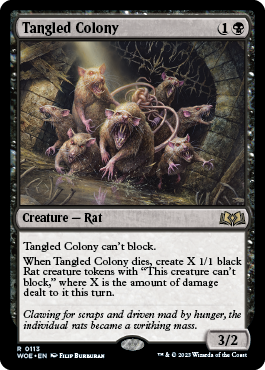 Tangled Colony 1
Creature — Rat
Tangled Colony can't block.
When Tangled Colony dies, create X 1/1 black
Rat creature tokens with “This creature can't
block,” where X is the amount of damage
dealt to it this turn.
Clawing for scraps and driven mad by hunger, the
individual rats became a writhing mass.
3/2
R 0113
WOE • EN Filip Burburan
™ & © 2023 Wizards of the Coast